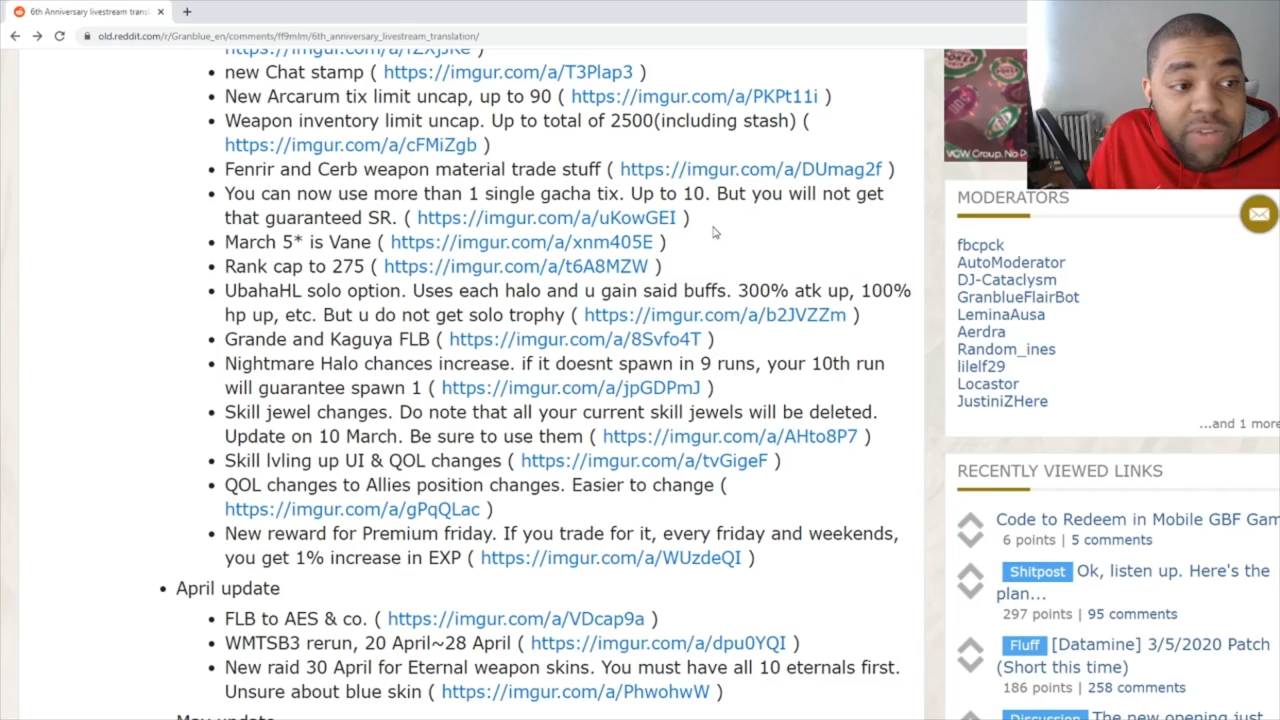 6th Anniversary livestream trans
old.reddit.com/r/Granblue_en/comments/ff9mlm/6th_anniversary_livestream_translation/
new Chat stamp ( https://imgur.com/a/T3Plap3 )
New Arcarum tix limit uncap, up to 90 ( https://imgur.com/a/PKPt11i )
Weapon inventory limit uncap. Up to total of 2500(including stash) (
https://imgur.com/a/cFMiZgb )
Fenrir and Cerb weapon material trade stuff ( https://imgur.com/a/DUmag2f )
You can now use more than 1 single gacha tix. Up to 10. But you will not get
that guaranteed SR. ( https://imgur.com/a/uKowGEI )
March 5* is Vane ( https://imgur.com/a/xnm405E )
Rank cap to 275 ( https://imgur.com/a/t6A8MZW )
UbahaHL solo option. Uses each halo and u gain said buffs. 300% atk up, 100%
hp up, etc. But u do not get solo trophy ( https://imgur.com/a/b2JVZZm )
Grande and Kaguya FLB ( https://imgur.com/a/8Svfo4T )
Nightmare Halo chances increase. if it doesnt spawn in 9 runs, your 10th run
will guarantee spawn 1 ( https://imgur.com/a/jpGDPmJ )
Skill jewel changes. Do note that all your current skill jewels will be deleted.
Update on 10 March. Be sure to use them ( https://imgur.com/a/AHto8P7 )
Skill lvling up UI & QOL changes ( https://imgur.com/a/tvGigeF )
QOL changes to Allies position changes. Easier to change (
https://imgur.com/a/gPqQLac )
New reward for Premium friday. If you trade for it, every friday and weekends,
you get 1% increase in EXP ( https://imgur.com/a/WUzdeQI )
April update
FLB to AES & co. ( https://imgur.com/a/VDcap9a )
WMTSB3 rerun, 20 April~28 April ( https://imgur.com/a/dpu0YQI )
New raid 30 April for Eternal weapon skins. You must have all 10 eternals first.
Unsure about blue skin ( https://imgur.com/a/PhwohwW )
May update
VGW Group. No P
MODERATORS
fbcpck
AutoModerator
DJ-Cataclysm
GranblueFlairBot
LeminaAusa
Aerdra
Random_ines
lilelf29
Locastor
JustiniZHere
...and 1 more
RECENTLY VIEWED LINKS
Code to Redeem in Mobile GBF Gam
6 points | 5 comments
Shitpost Ok, listen up. Here's the
plan...
297 points | 95 comments
Fluff [Datamine] 3/5/2020 Patch
(Short this time)
186 points | 258 comments
Discussion The new opening just